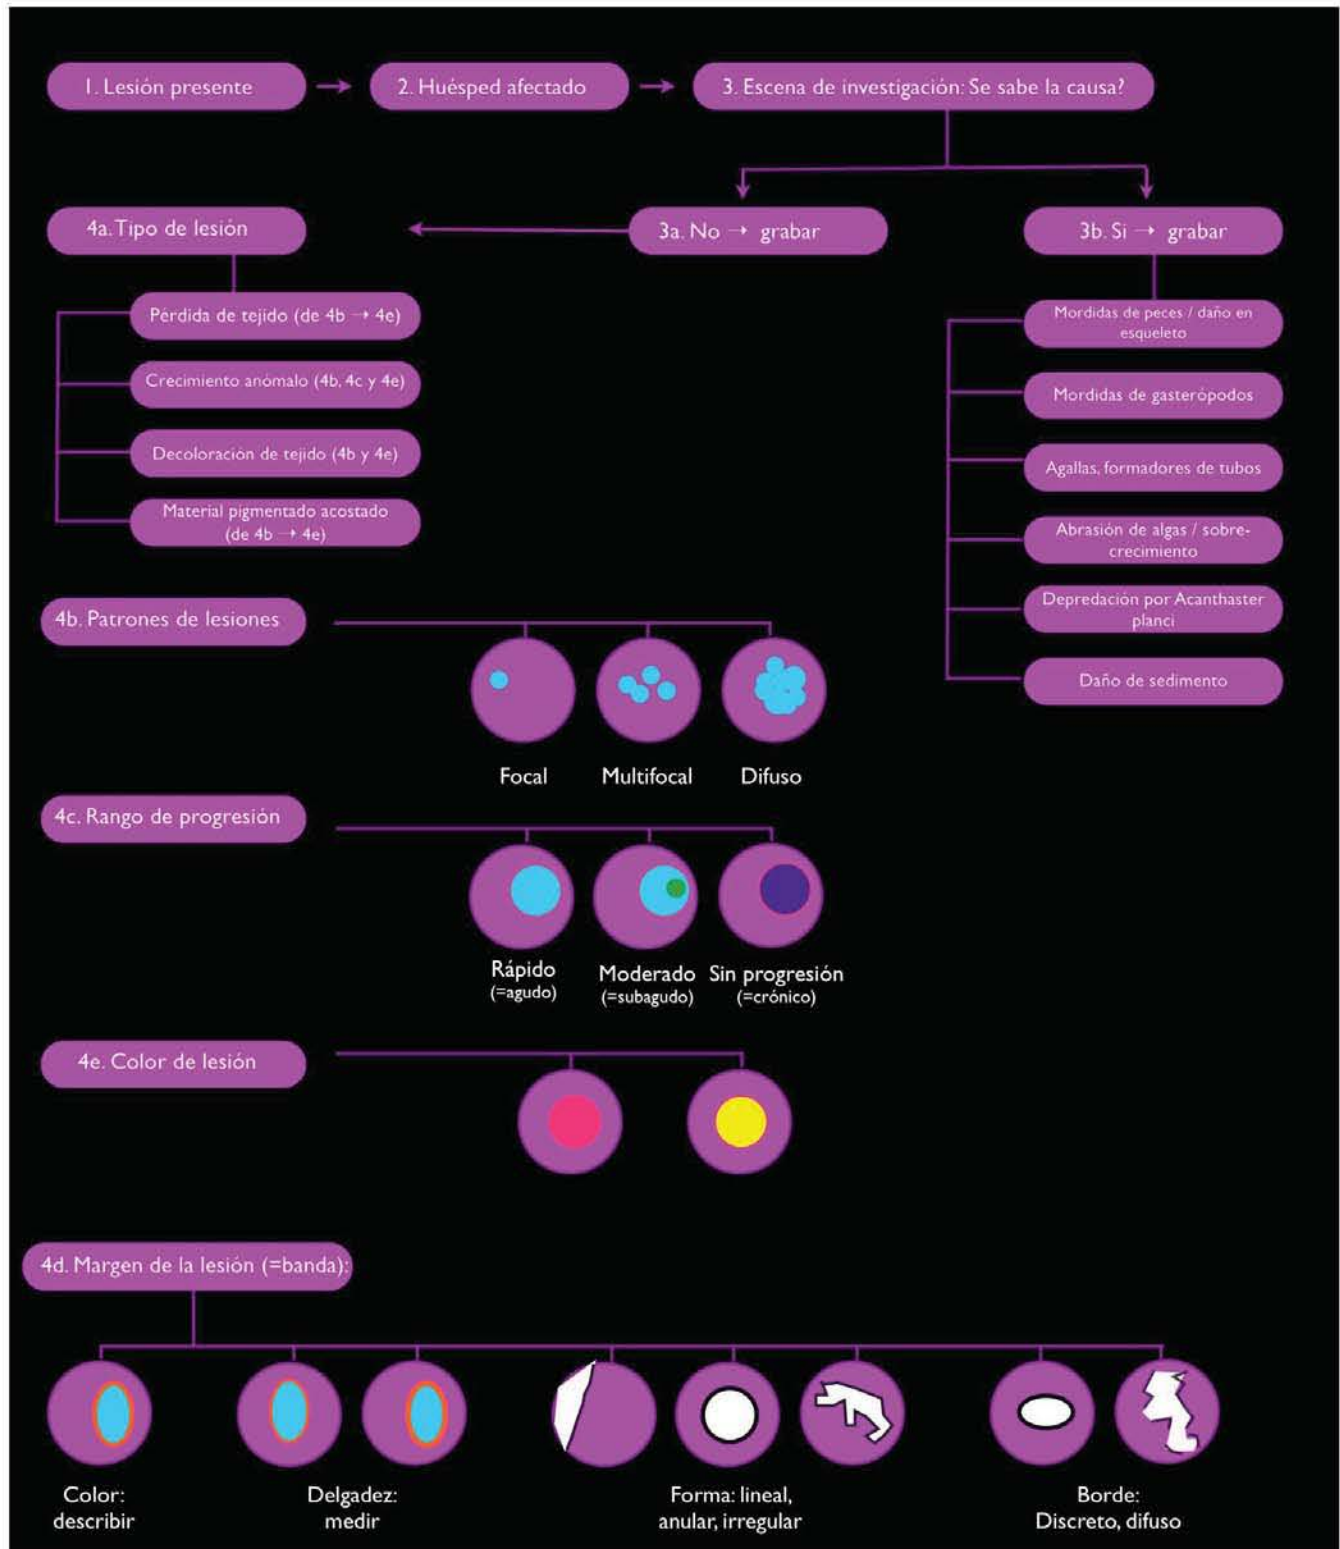 1. Lesión presente
2. Huésped afectado
3. Escena de investigación: Se sabe la causa?
3a. No → grabar
3b. Si → grabar
4a. Tipo de lesión
Pérdida de tejido (de 4b → 4e)
Crecimiento anómalo (4b, 4c y 4e)
Decoloración de tejido (4b y 4e)
Material pigmentado acostado
(de 4b → 4e)
Mordidas de peces / daño en
esqueleto
Mordidas de gasterópodos
Agallas, formadores de tubos
Abrasión de algas / sobre-
crecimiento
Depredación por Acanthaster
planci
Daño de sedimento
4b. Patrones de lesiones
Focal
Multifocal
Difuso
4c. Rango de progresión
Rápido
(=agudo)
Moderado
(=subagudo)
Sin progresión
(=crónico)
4e. Color de lesión
4d. Margen de la lesión (=banda):
Color:
describir
Delgadez:
medir
Forma: lineal,
anular, irregular
Borde:
Discreto, difuso